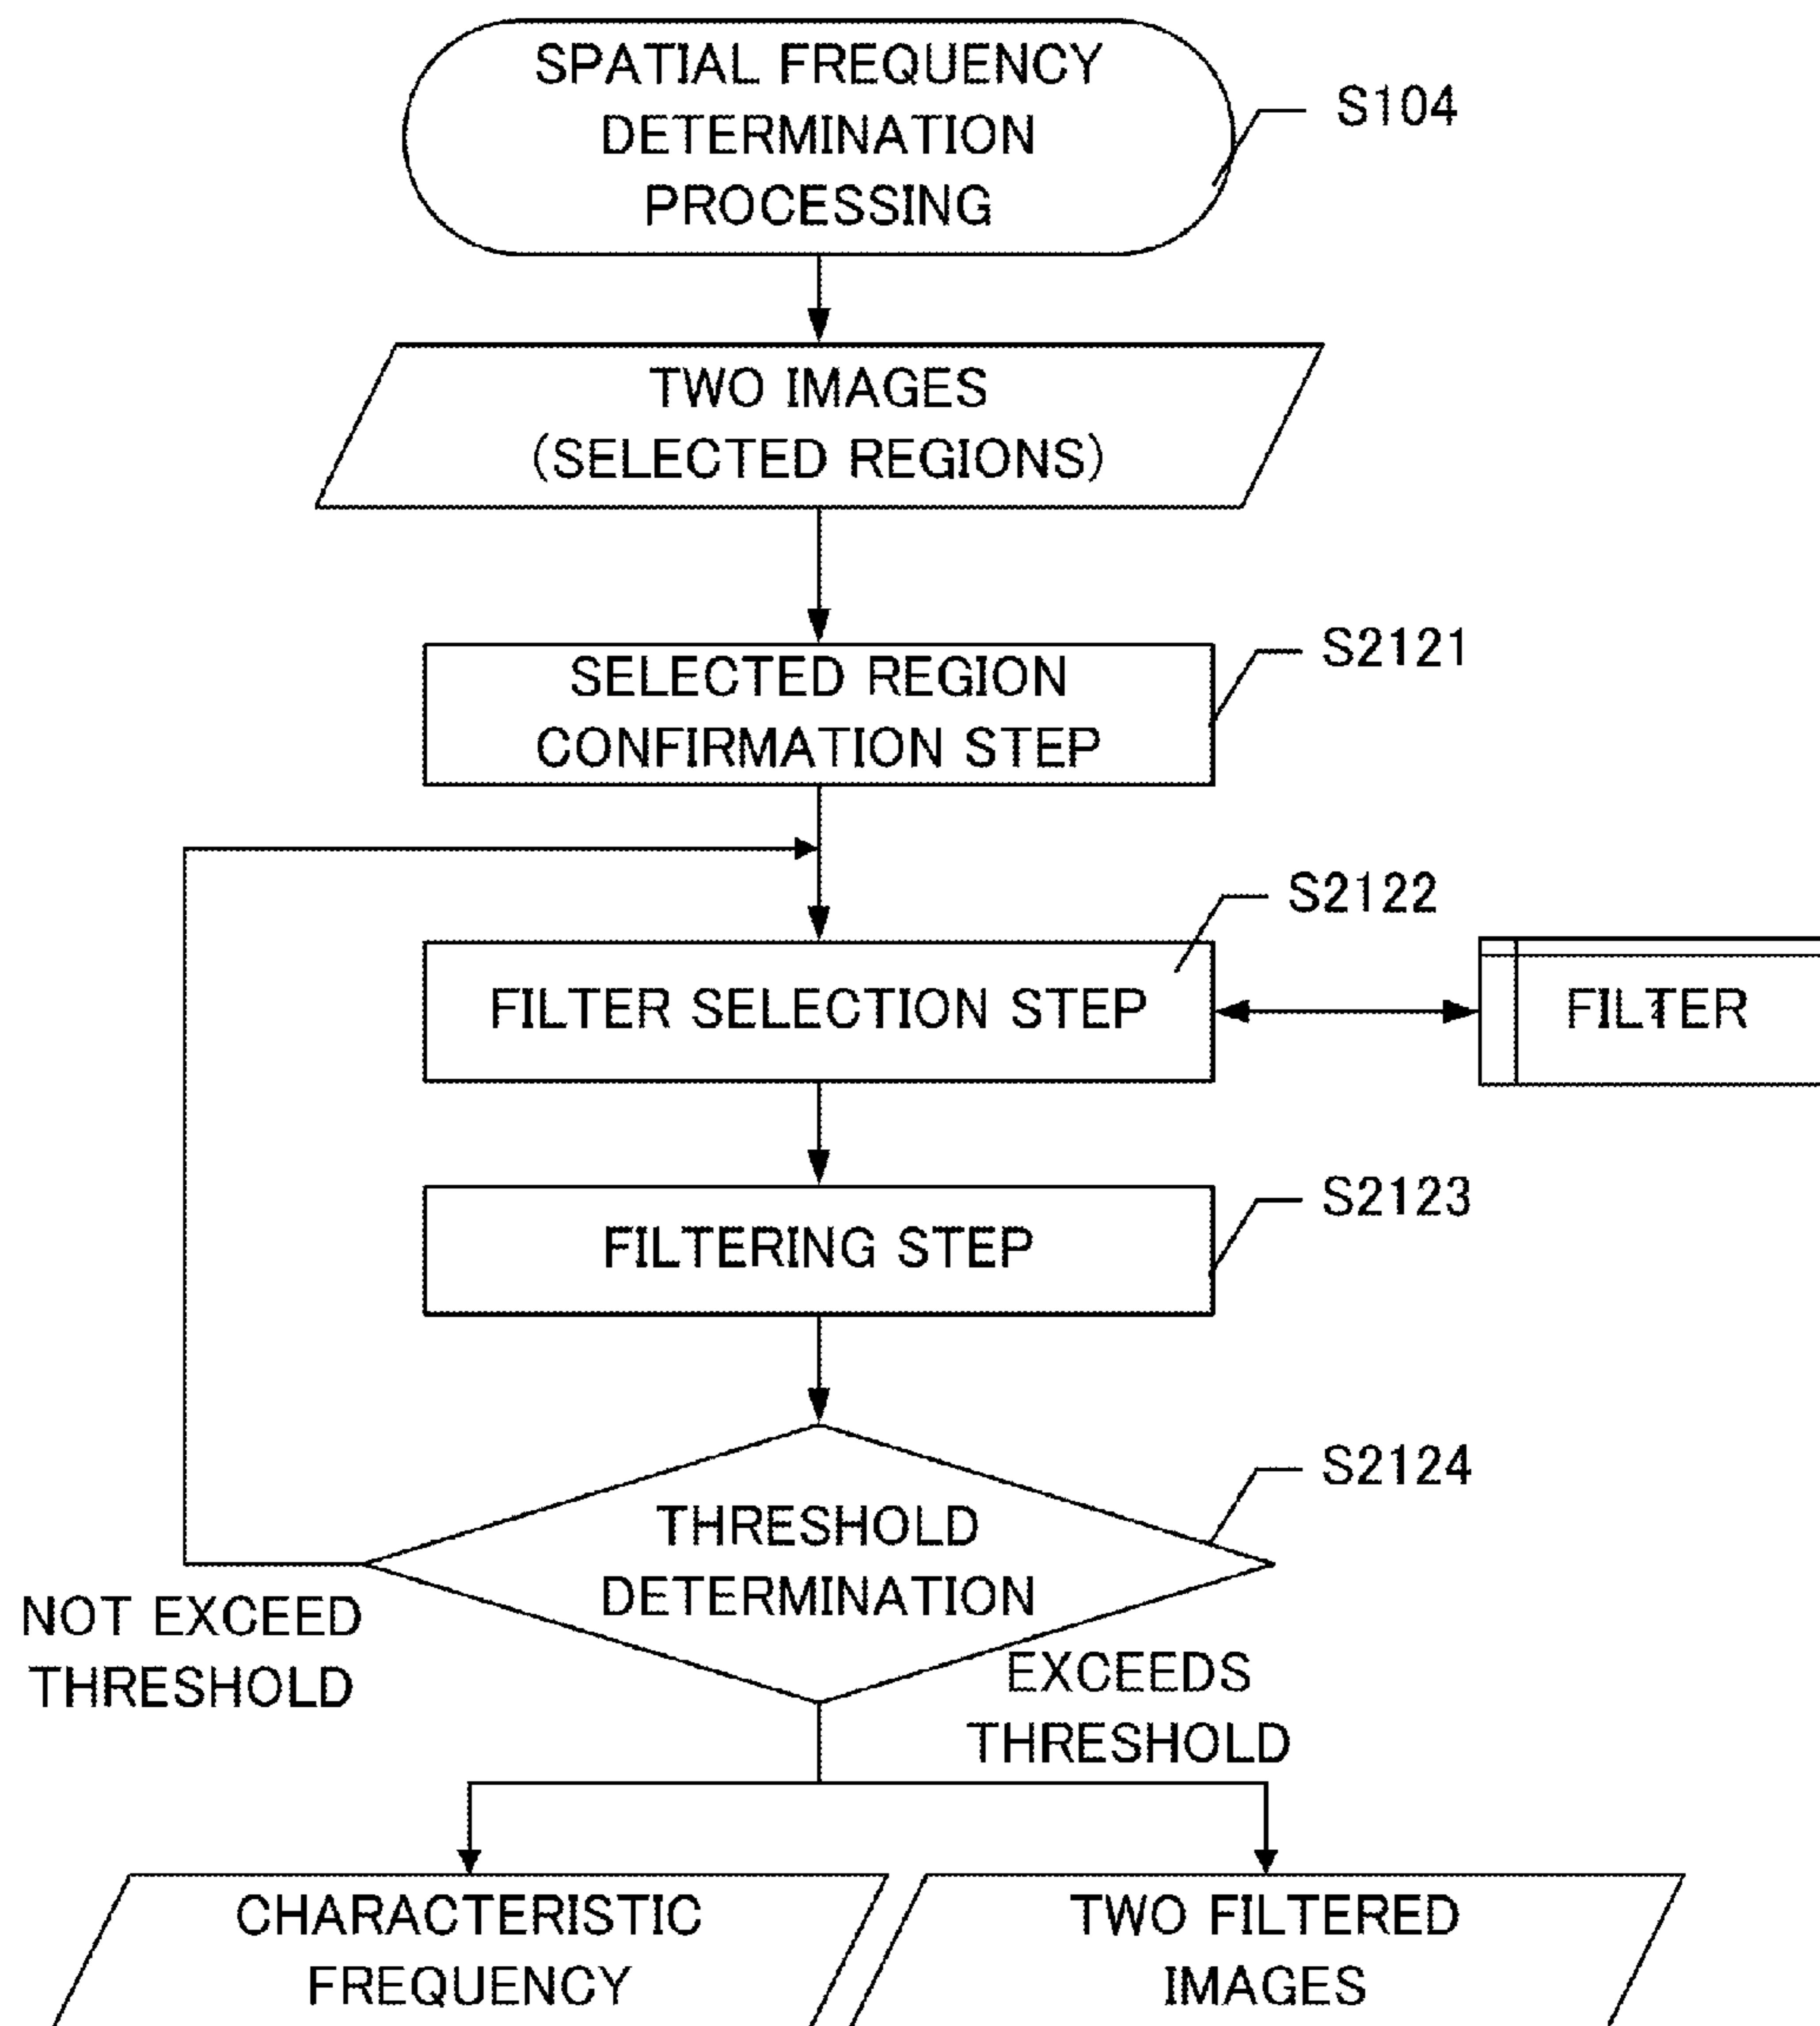 SPATIAL FREQUENCY
DETERMINATION
PROCESSING
S104
TWO IMAGES
(SELECTED REGIONS)
SELECTED REGION
CONFIRMATION STEP
S2121
S2122
FILTER SELECTION STEP
FILTER
FILTERING STEP
S2123
THRESHOLD
DETERMINATION
S2124
NOT EXCEED
THRESHOLD
EXCEEDS
THRESHOLD
CHARACTERISTIC
FREQUENCY
TWO FILTERED
IMAGES